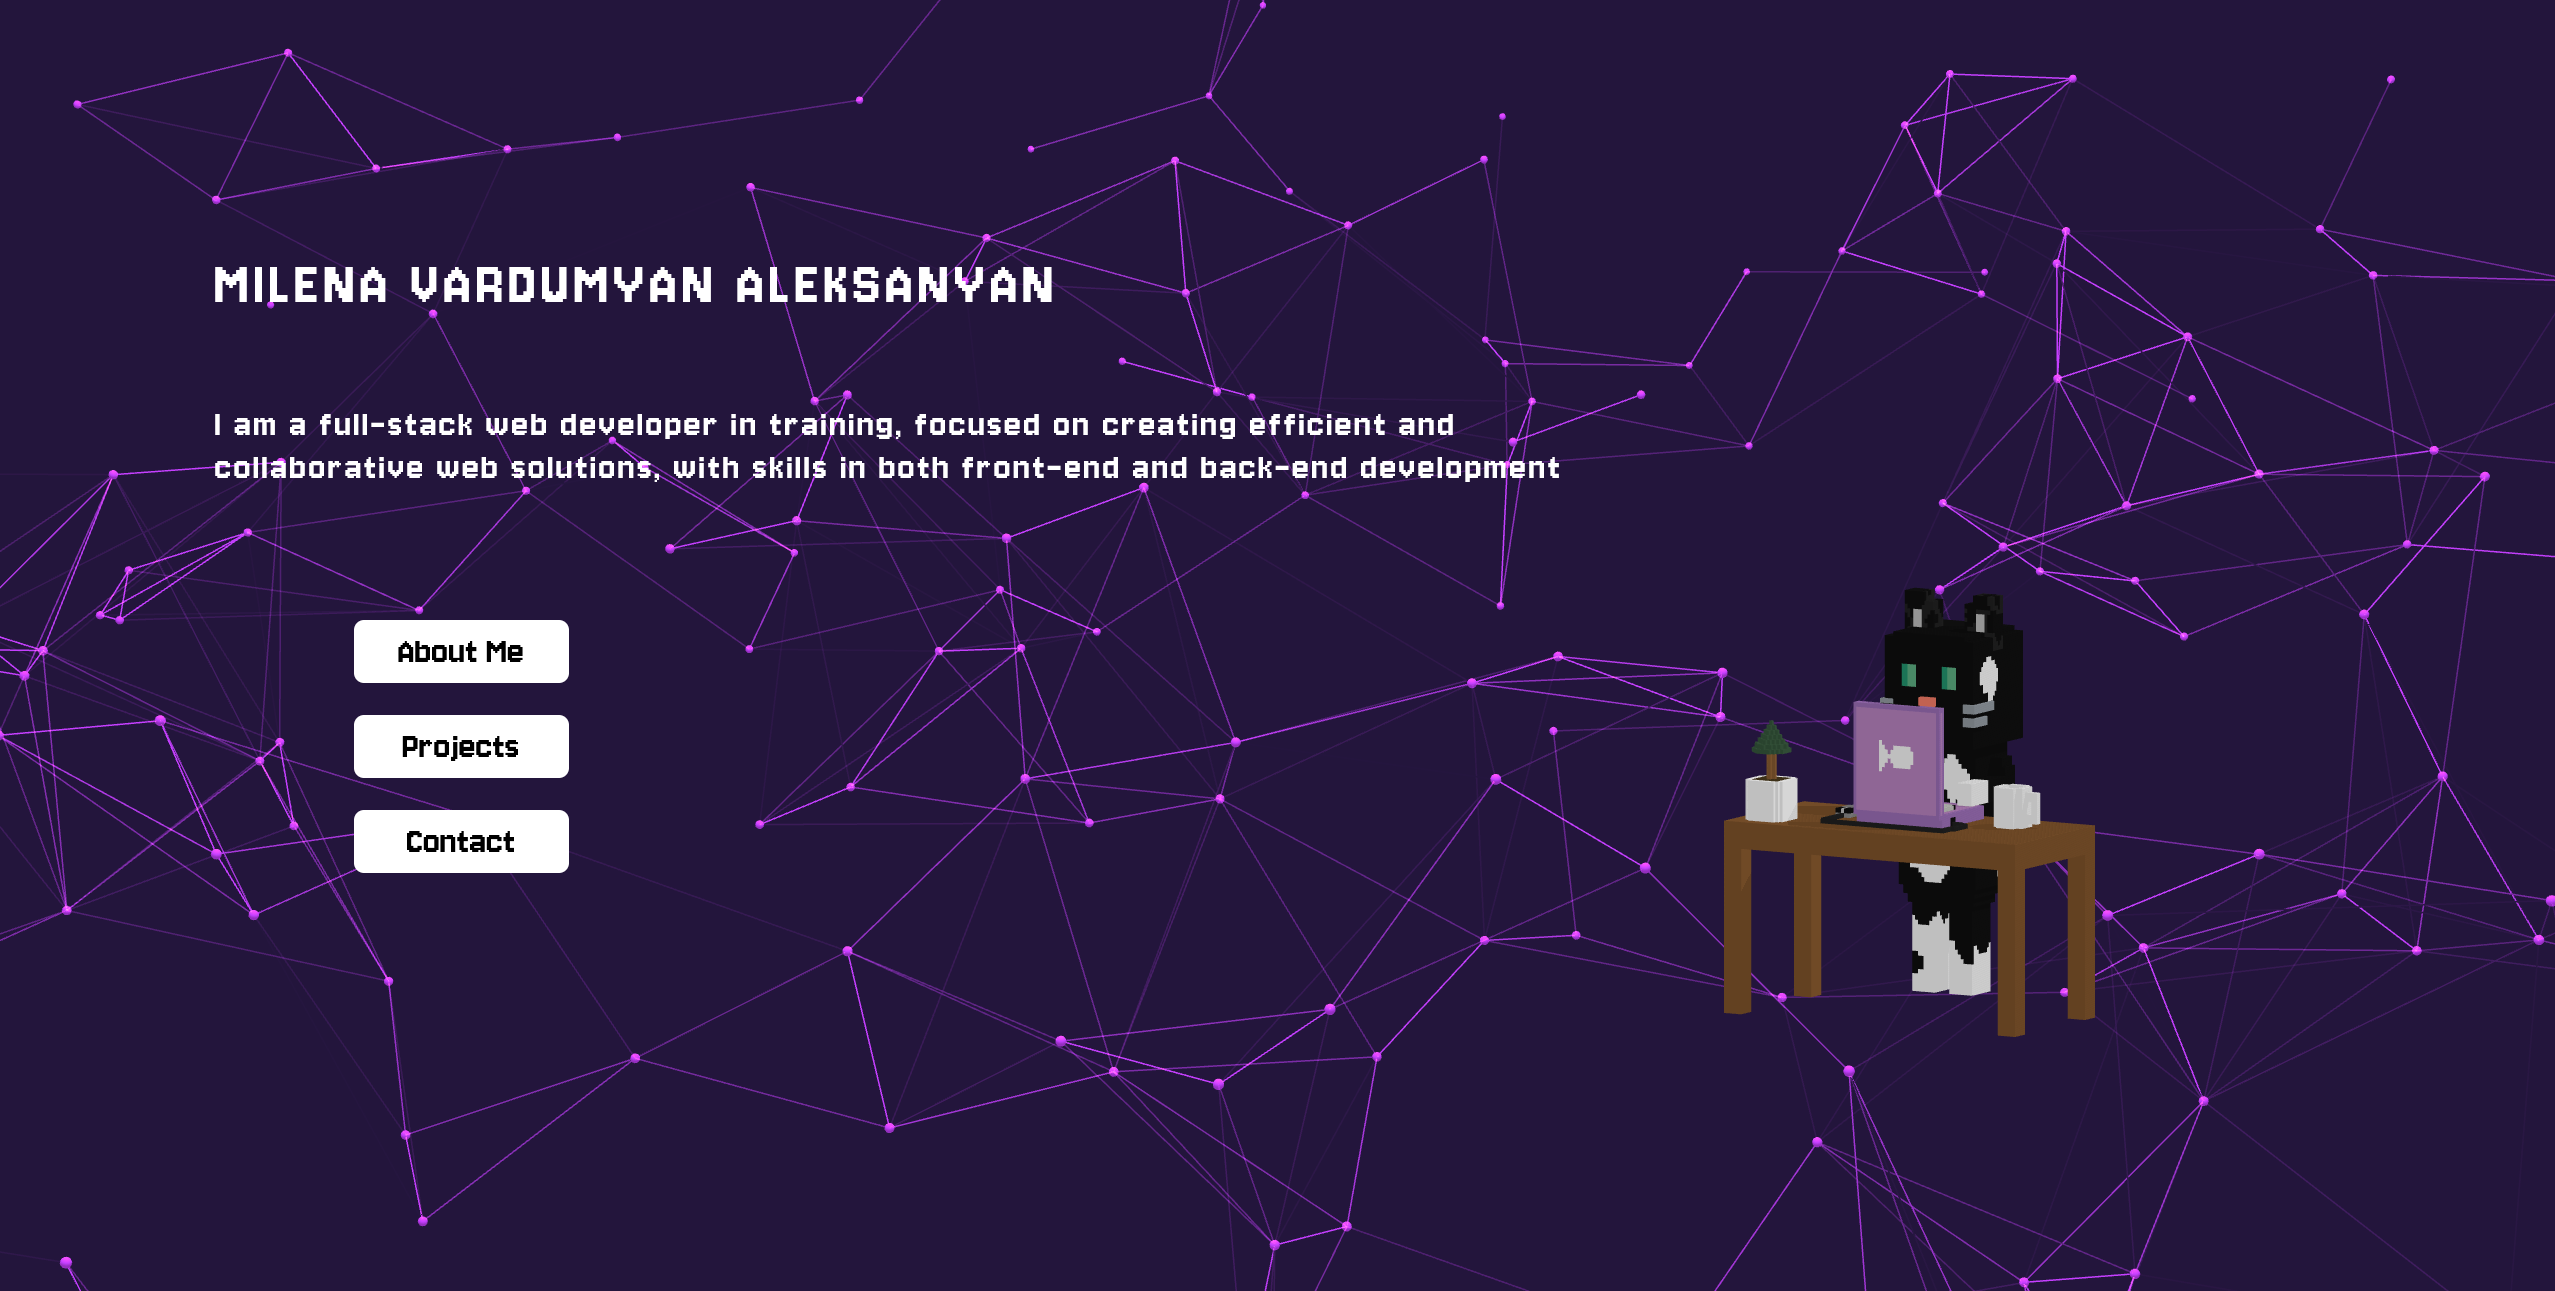 MILENA VARDUMYAN ALEKSANYAN
I am a full-stack web developer in training, focused on creating efficient and
collaborative web solutions, with skills in both front-end and back-end development
About Me
Projects
Contact